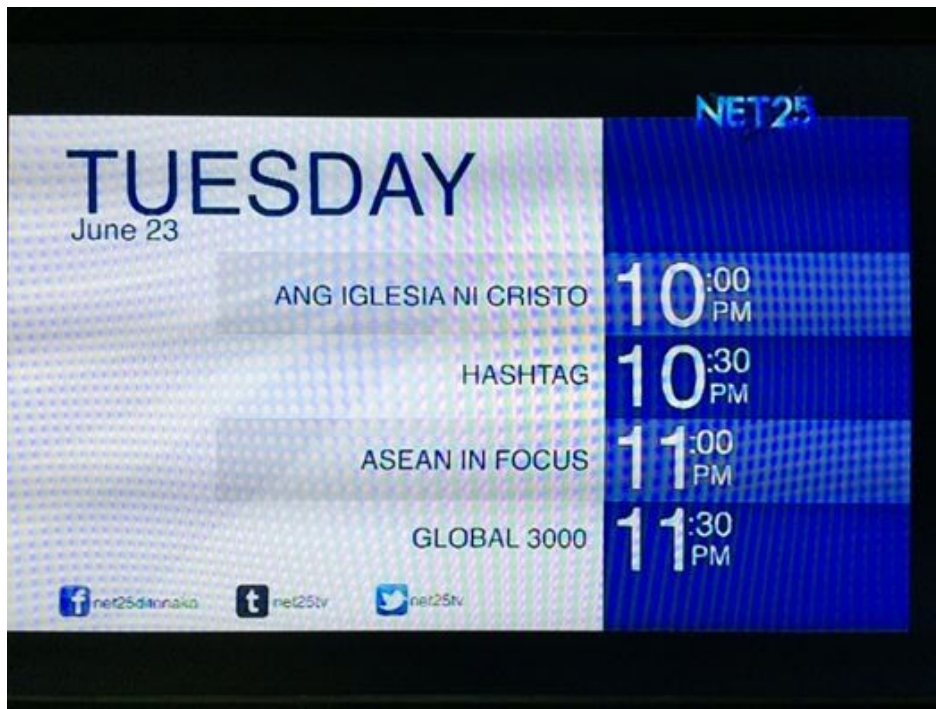 NET25
TUESDAY
June 23
ANG IGLESIA NI CRISTO 10:00 PM
HASHTAG 10:30 PM
ASEAN IN FOCUS 11:00 PM
GLOBAL 3000 11:30 PM
net25tv net25tv